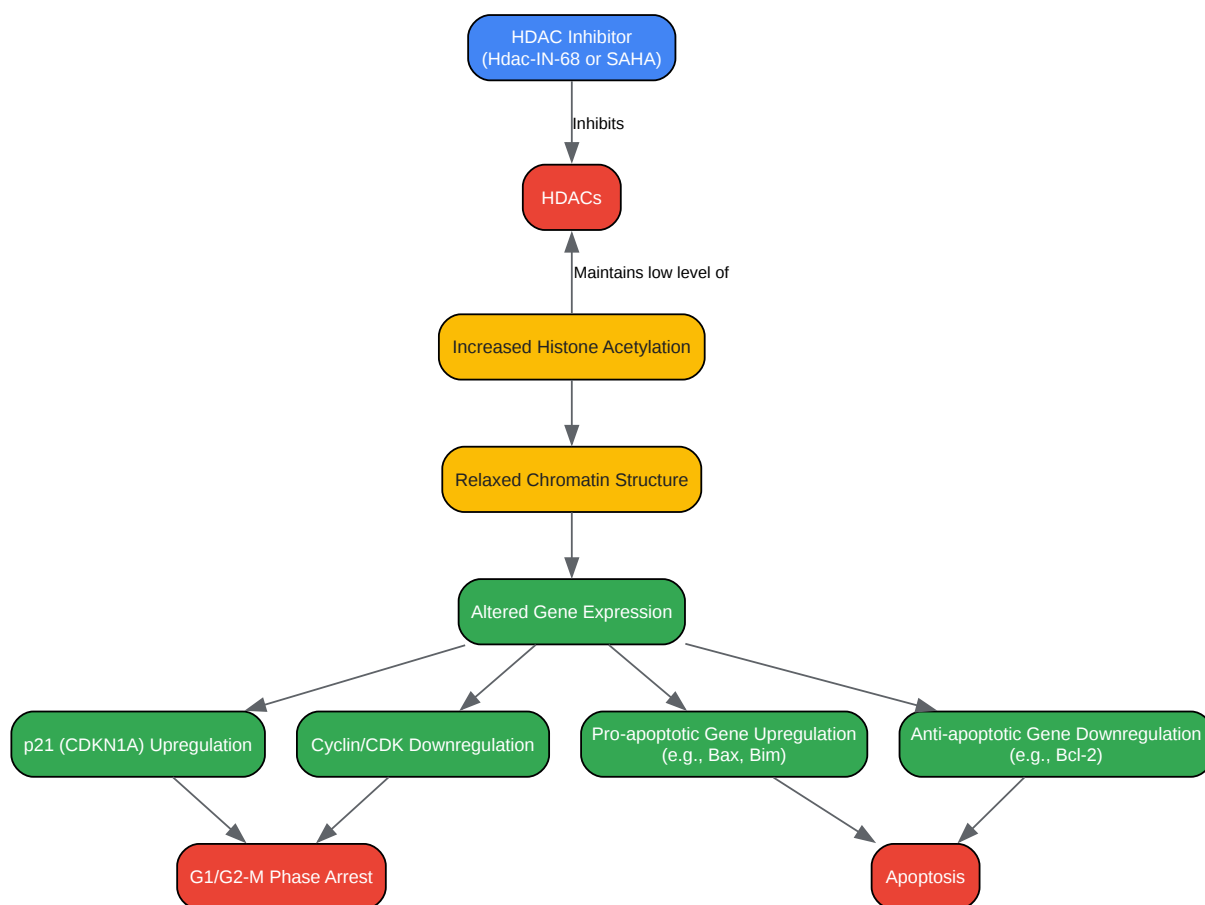 HDAC Inhibitor
(Hdac-IN-68 or SAHA)
Inhibits
HDACs
Maintains low level of
Increased Histone Acetylation
Relaxed Chromatin Structure
Altered Gene Expression
p21 (CDKN1A) Upregulation
Cyclin/CDK Downregulation
Pro-apoptotic Gene Upregulation
(e.g., Bax, Bim)
Anti-apoptotic Gene Downregulation
(e.g., Bcl-2)
G1/G2-M Phase Arrest
Apoptosis